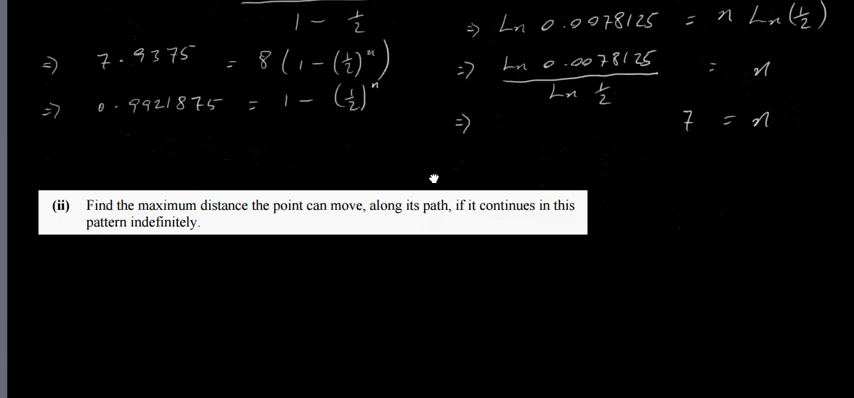 1 - 1/2
=> 7.9375 = 8(1 - (1/2)^n)
=> 0.9921875 = 1 - (1/2)^n
=> Ln 0.0078125 = n Ln(1/2)
=> Ln 0.0078125 / Ln 1/2 = n
=> 7 = n
(ii) Find the maximum distance the point can move, along its path, if it continues in this
pattern indefinitely.